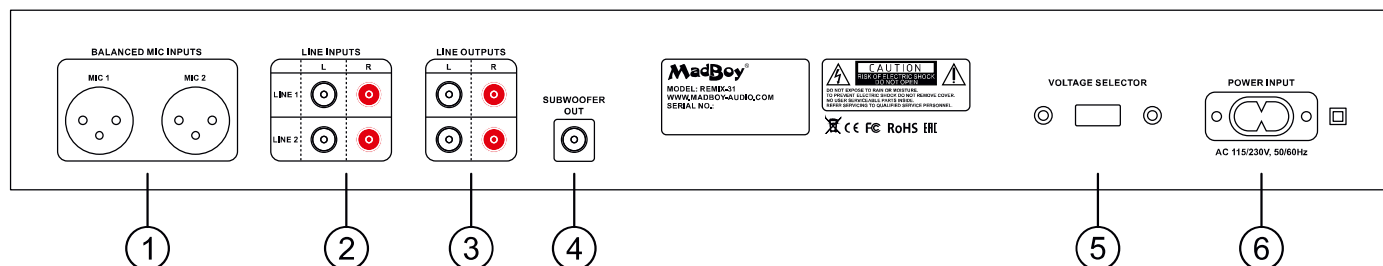 BALANCED MIC INPUTS
MIC 1
MIC 2
LINE INPUTS
L
R
LINE 1
LINE 2
LINE OUTPUTS
L
R
SUBWOOFER
OUT
MadBoy®
MODEL: REMIX-31
WWW.MADBOY-AUDIO.COM
SERIAL NO.:
CAUTION
RISK OF ELECTRIC SHOCK
DO NOT OPEN
DO NOT EXPOSE TO RAIN OR MOISTURE.
TO PREVENT ELECTRIC SHOCK DO NOT REMOVE COVER.
NO USER SERVICEABLE PARTS INSIDE.
REFER SERVICING TO QUALIFIED SERVICE PERSONNEL.
CE FC RoHS EAC
VOLTAGE SELECTOR
POWER INPUT
AC 115/230V, 50/60Hz
1
2
3
4
5
6